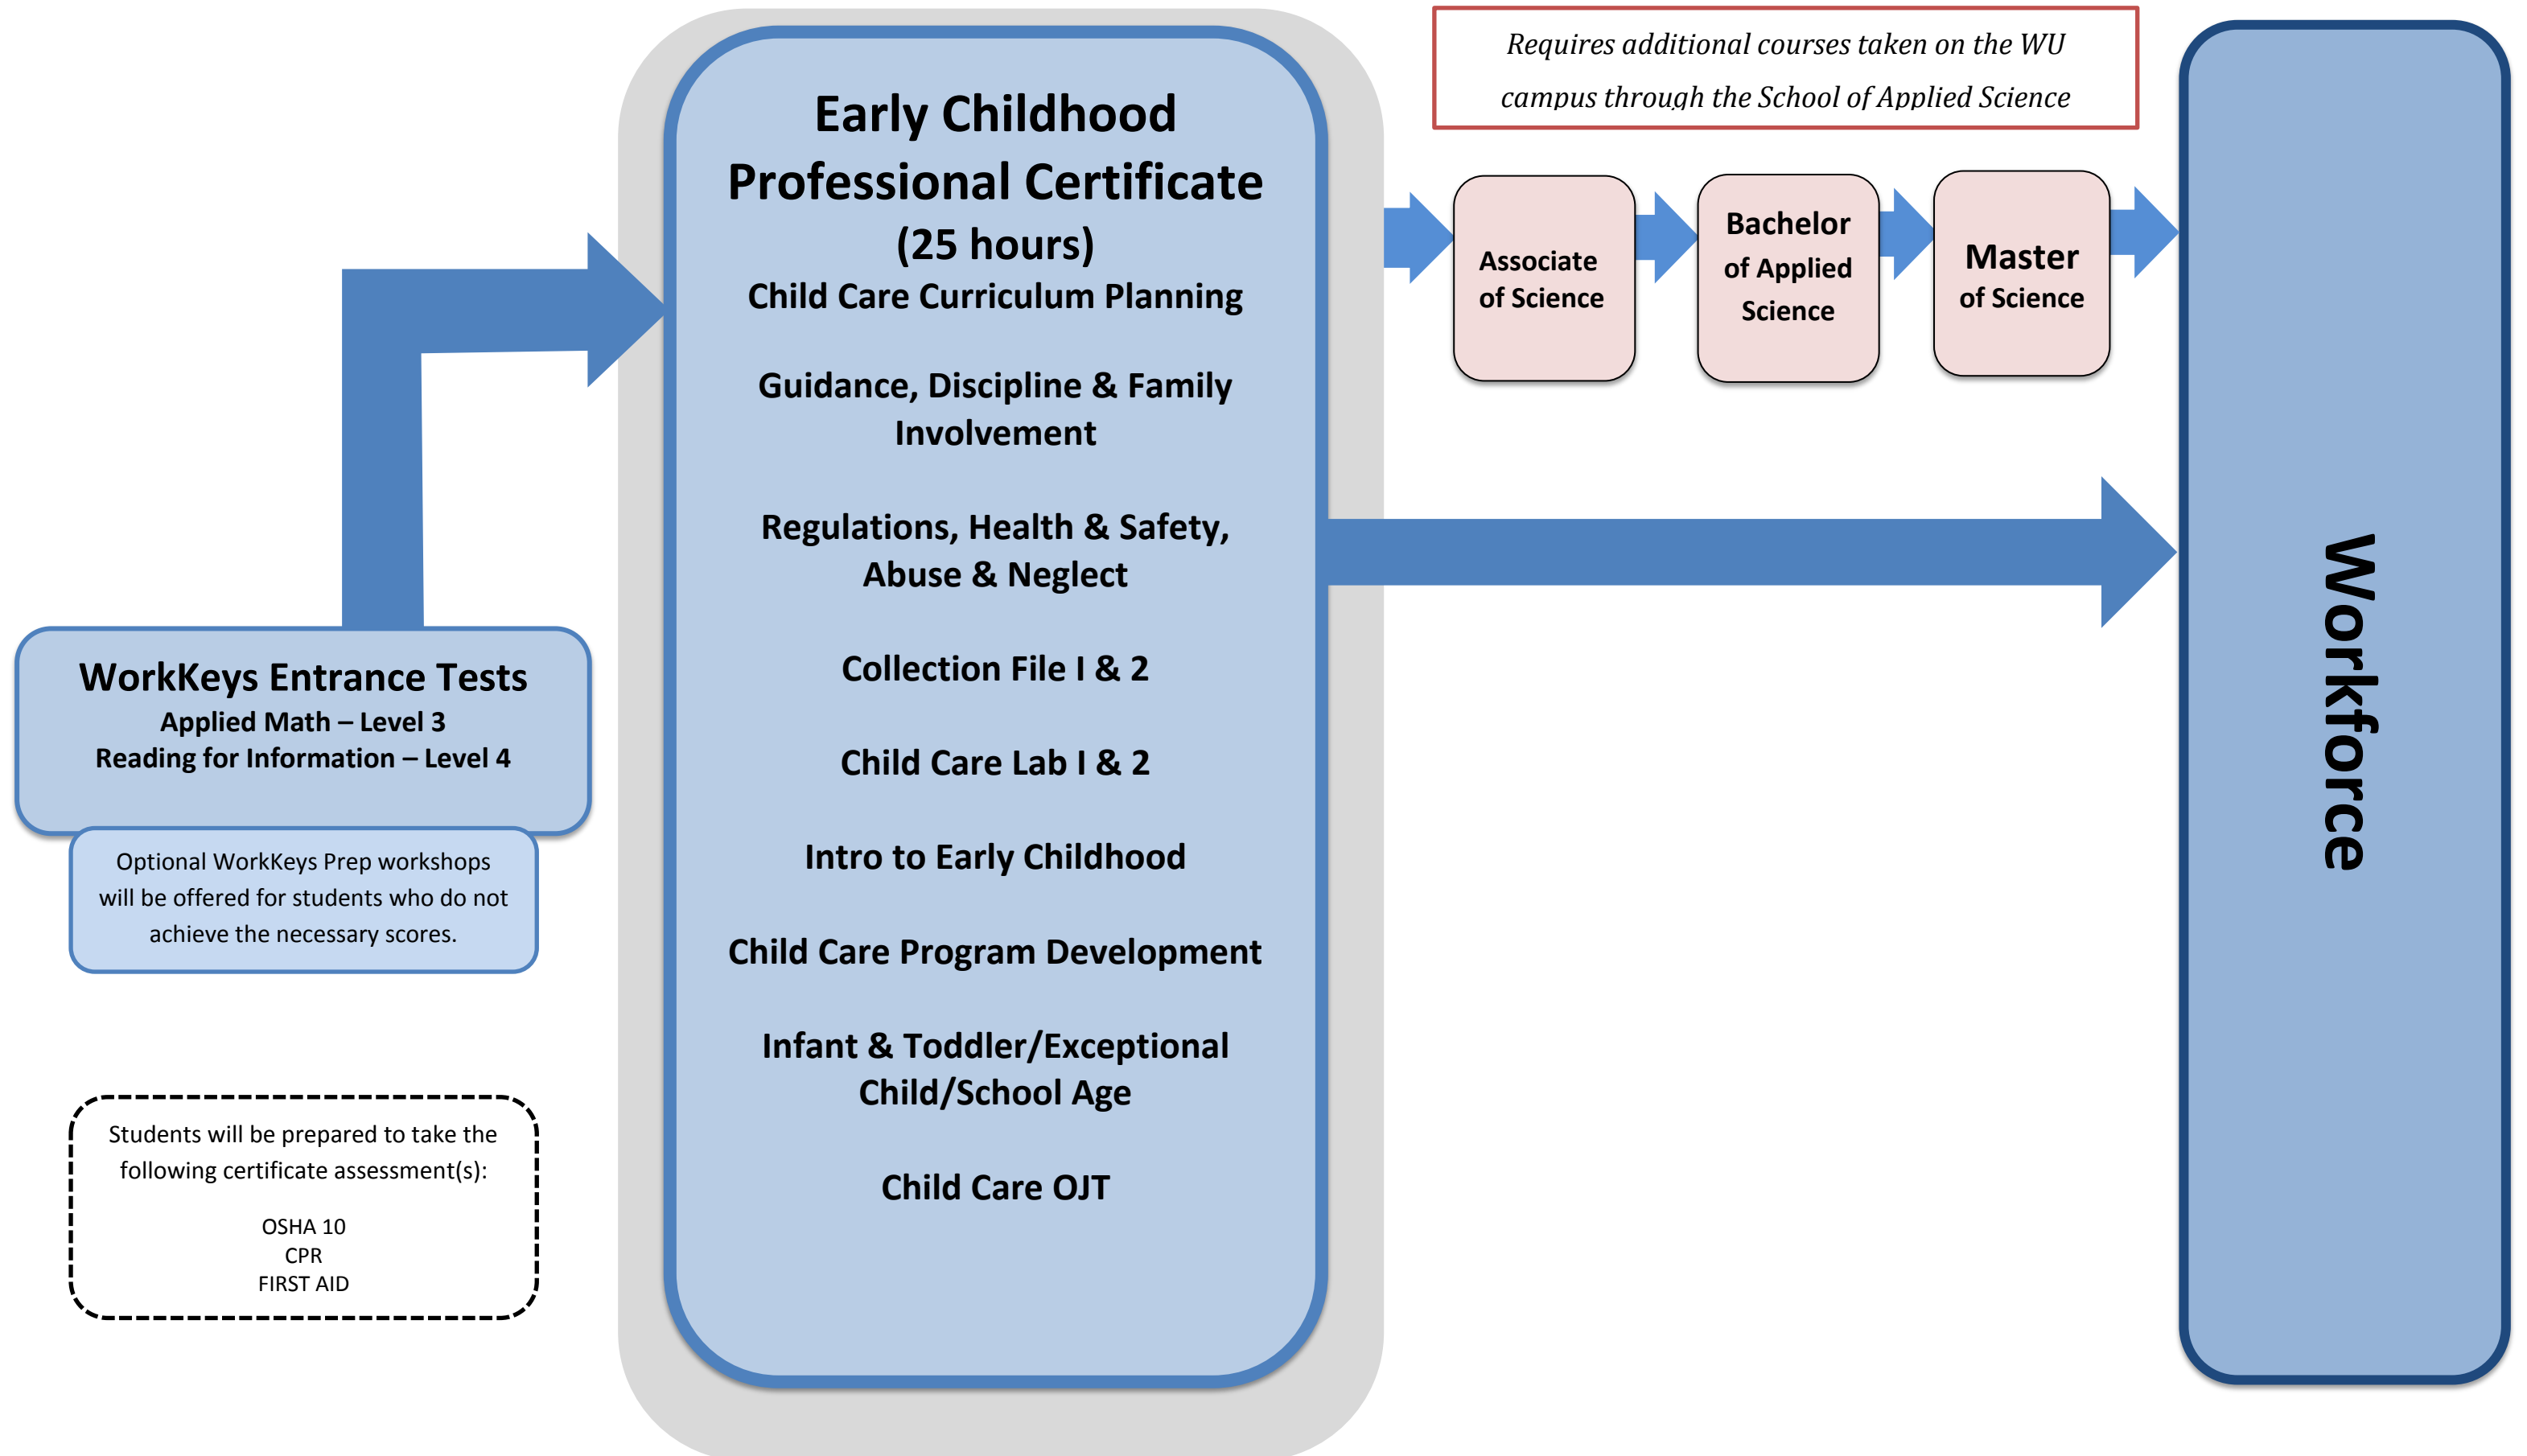 WorkKeys Entrance Tests
Applied Math – Level 3
Reading for Information – Level 4
Optional WorkKeys Prep workshops
will be offered for students who do not
achieve the necessary scores.
Students will be prepared to take the
following certificate assessment(s):
OSHA 10
CPR
FIRST AID
Early Childhood
Professional Certificate
(25 hours)
Child Care Curriculum Planning
Guidance, Discipline & Family
Involvement
Regulations, Health & Safety,
Abuse & Neglect
Collection File I & 2
Child Care Lab I & 2
Intro to Early Childhood
Child Care Program Development
Infant & Toddler/Exceptional
Child/School Age
Child Care OJT
Requires additional courses taken on the WU
campus through the School of Applied Science
Associate
of Science
Bachelor
of Applied
Science
Master
of Science
Workforce